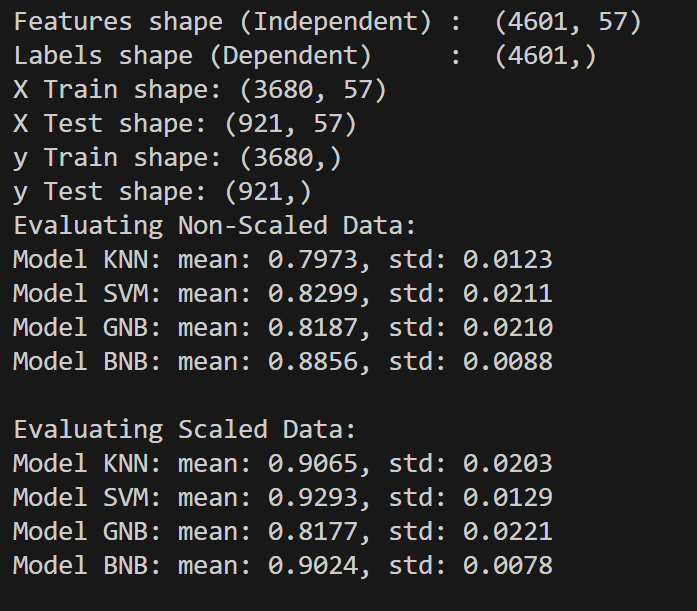 Features shape (Independent) :  (4601, 57)
Labels shape (Dependent)     :  (4601,)
X Train shape: (3680, 57)
X Test shape: (921, 57)
y Train shape: (3680,)
y Test shape: (921,)
Evaluating Non-Scaled Data:
Model KNN: mean: 0.7973, std: 0.0123
Model SVM: mean: 0.8299, std: 0.0211
Model GNB: mean: 0.8187, std: 0.0210
Model BNB: mean: 0.8856, std: 0.0088
Evaluating Scaled Data:
Model KNN: mean: 0.9065, std: 0.0203
Model SVM: mean: 0.9293, std: 0.0129
Model GNB: mean: 0.8177, std: 0.0221
Model BNB: mean: 0.9024, std: 0.0078